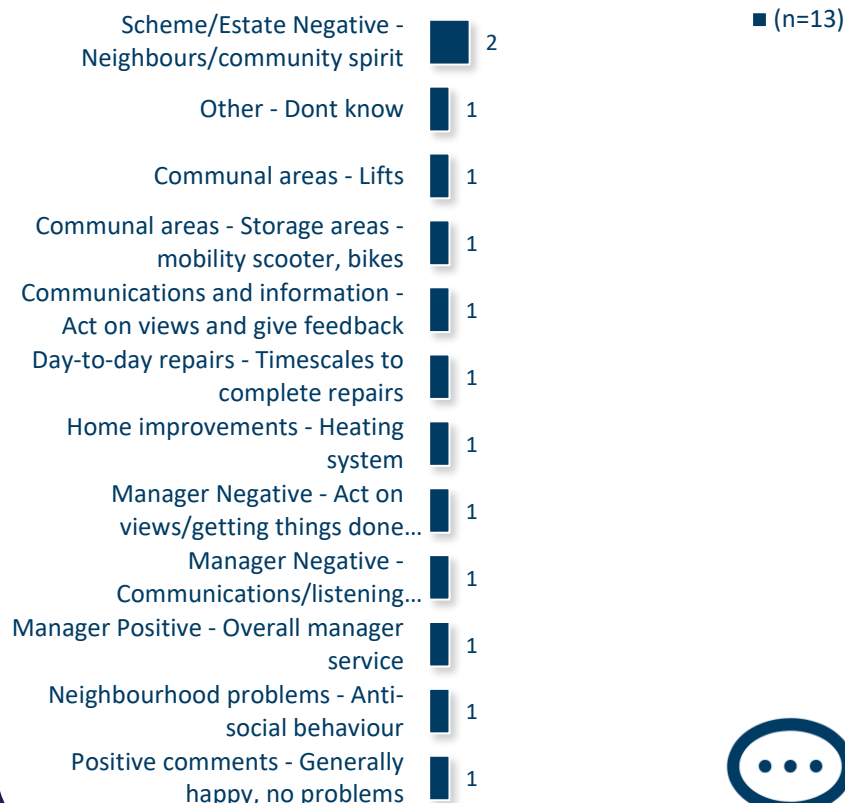 Scheme/Estate Negative -
Neighbours/community spirit
2
(n=13)
Other - Dont know
1
Communal areas - Lifts
1
Communal areas - Storage areas -
mobility scooter, bikes
1
Communications and information -
Act on views and give feedback
1
Day-to-day repairs - Timescales to
complete repairs
1
Home improvements - Heating
system
1
Manager Negative - Act on
views/getting things done...
1
Manager Negative -
Communications/listening...
1
Manager Positive - Overall manager
service
1
Neighbourhood problems - Anti-
social behaviour
1
Positive comments - Generally
happy, no problems
1